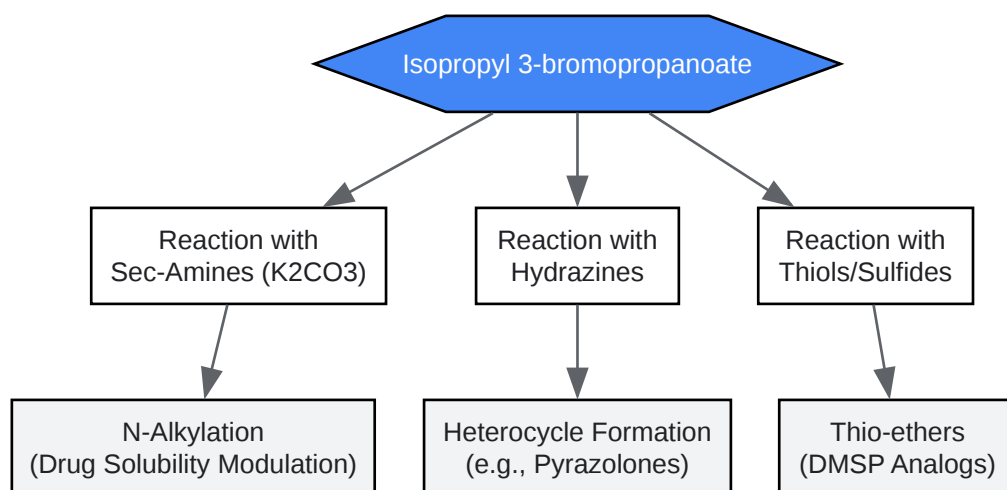 Isopropyl 3-bromopropanoate
Reaction with
Sec-Amines (K2CO3)
Reaction with
Hydrazines
Reaction with
Thiols/Sulfides
N-Alkylation
(Drug Solubility Modulation)
Heterocycle Formation
(e.g., Pyrazolones)
Thio-ethers
(DMSP Analogs)